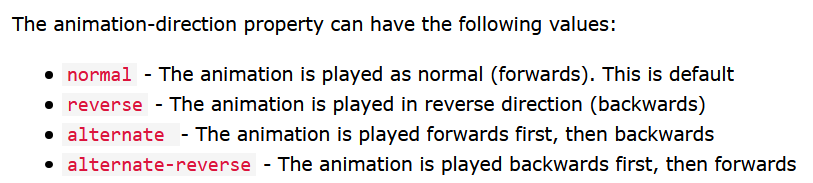 The animation-direction property can have the following values:
• normal - The animation is played as normal (forwards). This is default
• reverse - The animation is played in reverse direction (backwards)
• alternate - The animation is played forwards first, then backwards
• alternate-reverse - The animation is played backwards first, then forwards